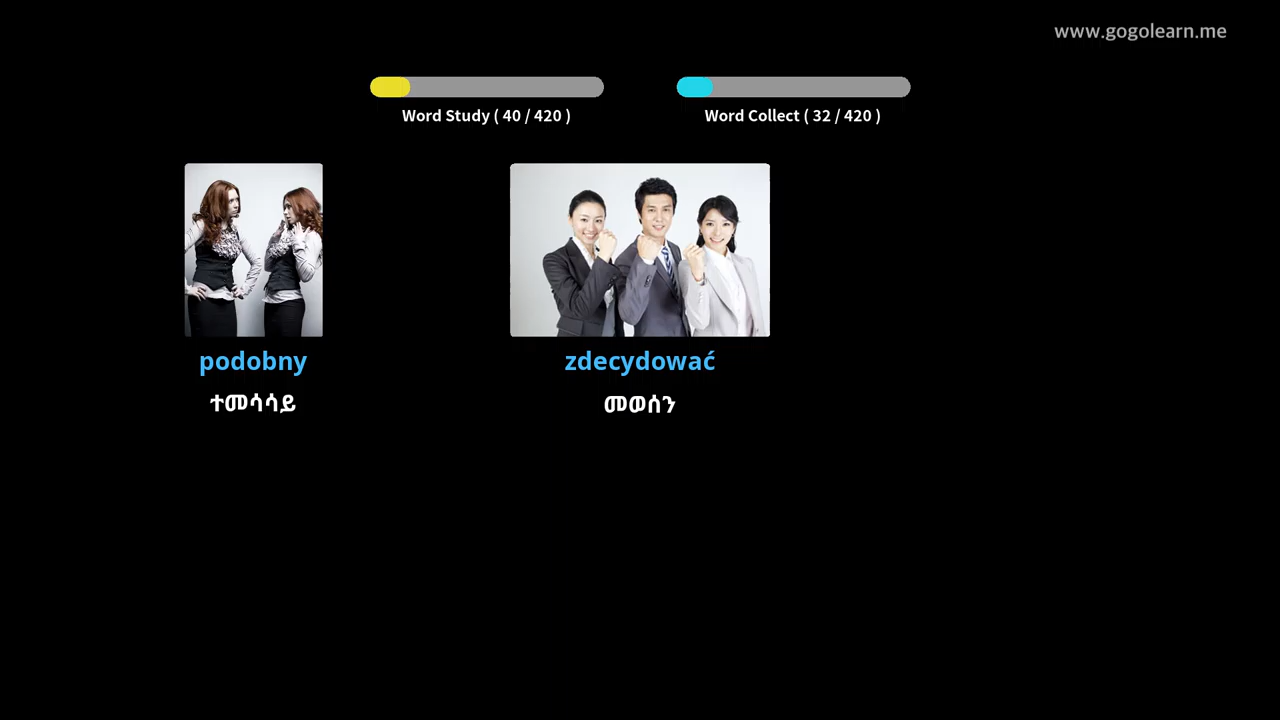 www.gogolearn.me
Word Study ( 40 / 420 )
Word Collect ( 32 / 420 )
podobny
zdecydować
ተመሳሳይ
መወሰን